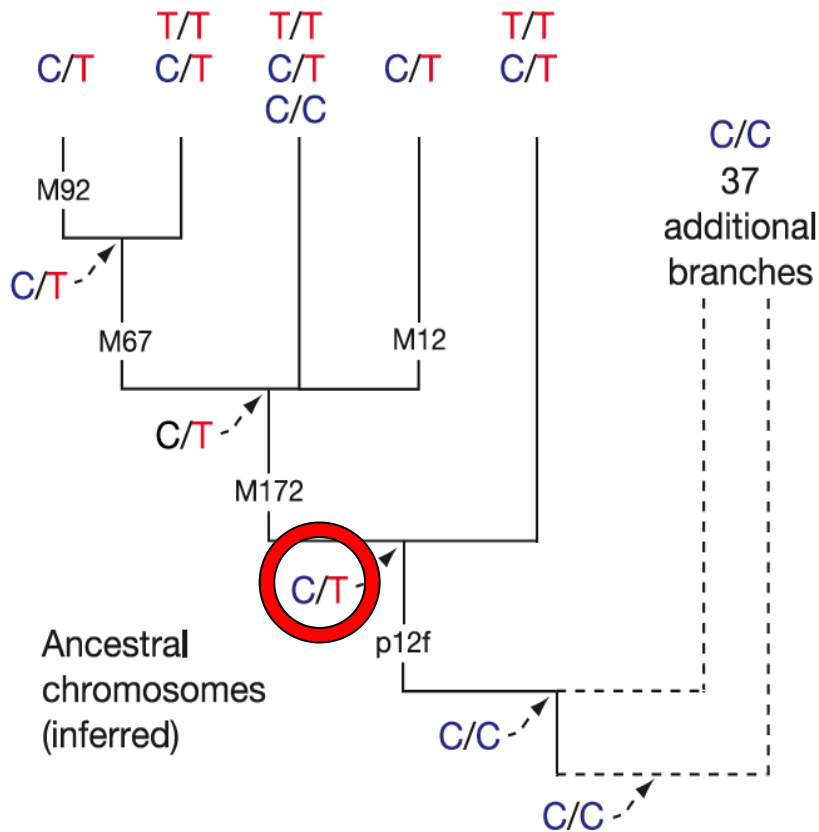 T/T T/T T/T
C/T C/T C/T C/T C/T
C/C
C/C
37
additional
branches
M92
C/T
M67
M12
C/T
M172
C/T
p12f
Ancestral
chromosomes
(inferred)
C/C
C/C